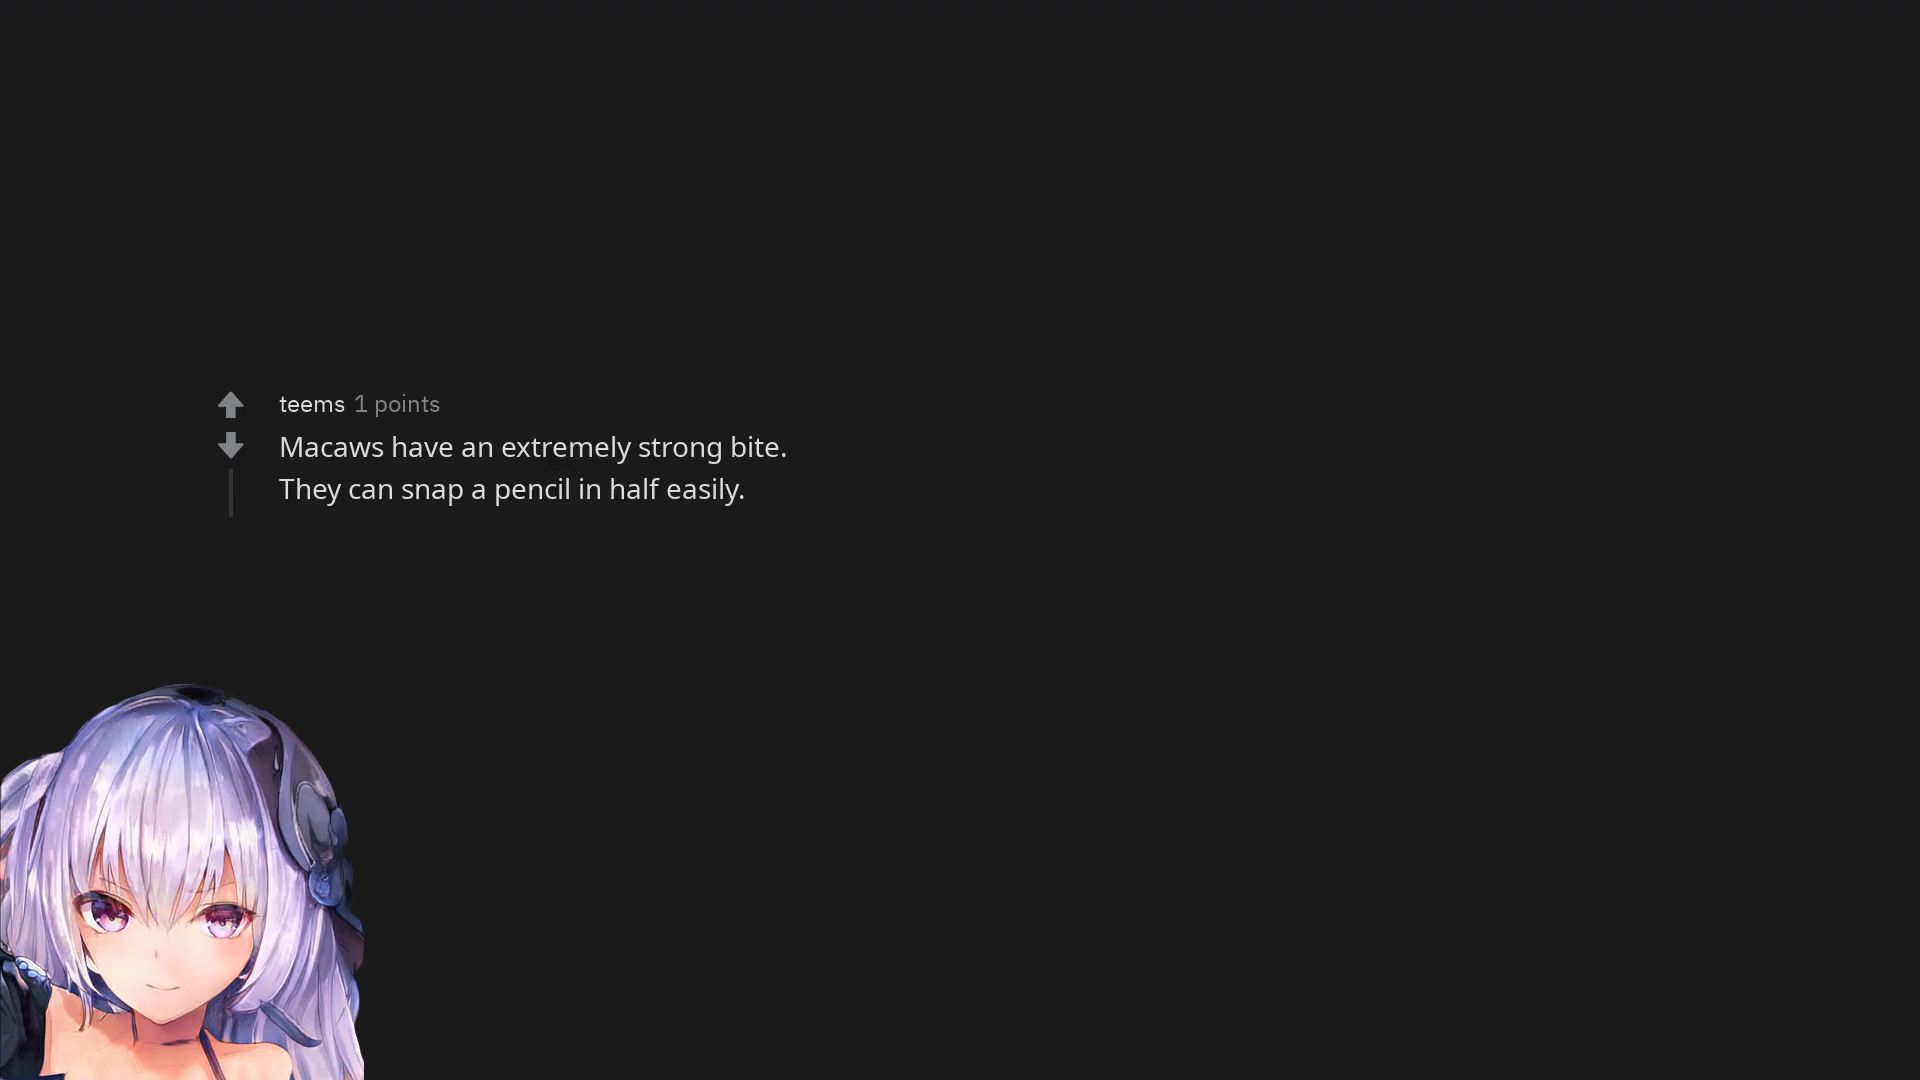 teems 1 points
Macaws have an extremely strong bite.
They can snap a pencil in half easily.